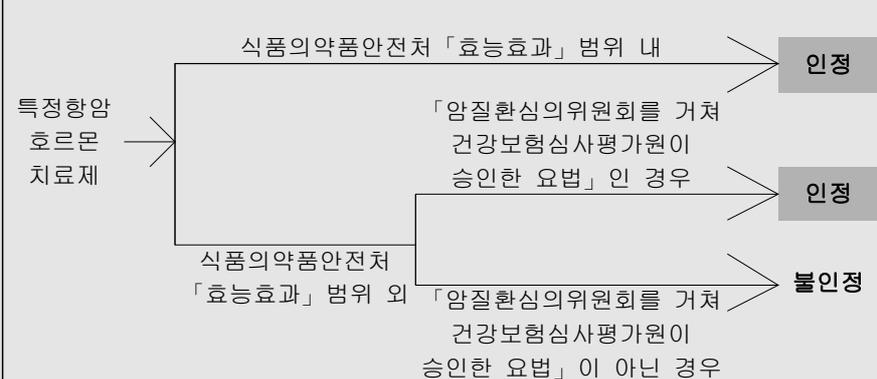 특정항암
호르몬
치료제
식품의약품안전처「효능효과」범위 내
인정
「암질환심의위원회를 거쳐
건강보험심사평가원이
승인한 요법」인 경우
인정
식품의약품안전처
「효능효과」범위 외
「암질환심의위원회를 거쳐
건강보험심사평가원이
승인한 요법」이 아닌 경우
불인정